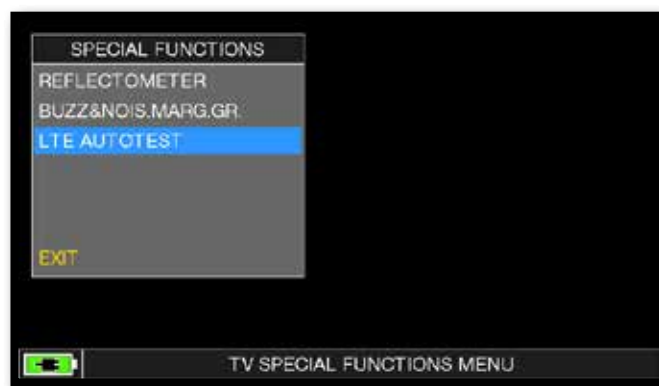 SPECIAL FUNCTIONS
REFLECTOMETER
BUZZ&NOIS.MARG.GR.
LTE AUTOTEST
EXIT
TV SPECIAL FUNCTIONS MENU